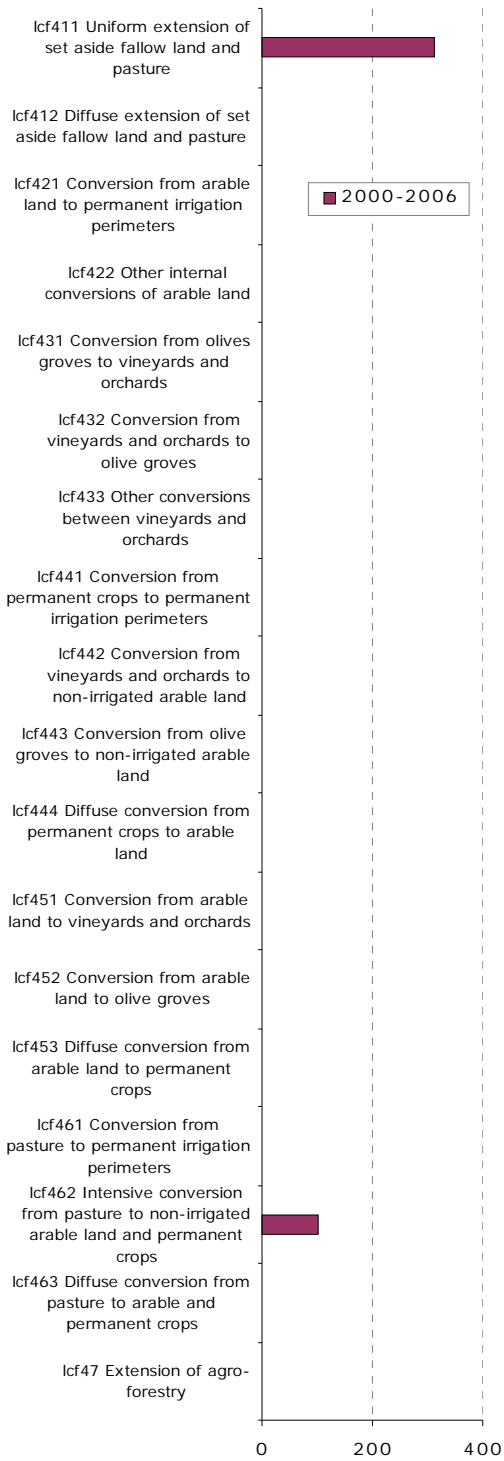 lcf411 Uniform extension of
set aside fallow land and
pasture
lcf412 Diffuse extension of set
aside fallow land and pasture
lcf421 Conversion from arable
land to permanent irrigation
perimeters
2000-2006
lcf422 Other internal
conversions of arable land
lcf431 Conversion from olives
groves to vineyards and
orchards
lcf432 Conversion from
vineyards and orchards to
olive groves
lcf433 Other conversions
between vineyards and
orchards
lcf441 Conversion from
permanent crops to permanent
irrigation perimeters
lcf442 Conversion from
vineyards and orchards to
non-irrigated arable land
lcf443 Conversion from olive
groves to non-irrigated arable
land
lcf444 Diffuse conversion from
permanent crops to arable
land
lcf451 Conversion from arable
land to vineyards and orchards
lcf452 Conversion from arable
land to olive groves
lcf453 Diffuse conversion from
arable land to permanent
crops
lcf461 Conversion from
pasture to permanent irrigation
perimeters
lcf462 Intensive conversion
from pasture to non-irrigated
arable land and permanent
crops
lcf463 Diffuse conversion from
pasture to arable and
permanent crops
lcf47 Extension of agro-
forestry
0 200 400